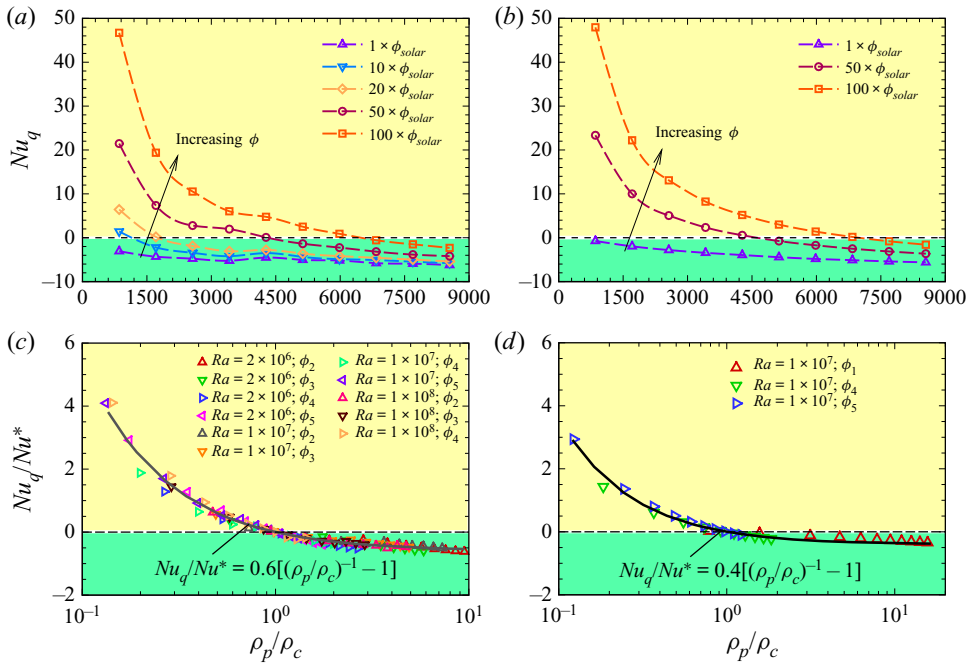 (a)
50
40
30
20
10
0
−10
Nu_q
1 × ϕ_solar
10 × ϕ_solar
20 × ϕ_solar
50 × ϕ_solar
100 × ϕ_solar
Increasing ϕ
0 1500 3000 4500 6000 7500 9000
(b)
50
40
30
20
10
0
−10
1 × ϕ_solar
50 × ϕ_solar
100 × ϕ_solar
Increasing ϕ
0 1500 3000 4500 6000 7500 9000
(c)
6
4
2
0
−2
Nu_q/Nu*
Ra = 2 × 10^6; ϕ_2
Ra = 2 × 10^6; ϕ_3
Ra = 2 × 10^6; ϕ_4
Ra = 2 × 10^6; ϕ_5
Ra = 1 × 10^7; ϕ_2
Ra = 1 × 10^7; ϕ_3
Ra = 1 × 10^7; ϕ_4
Ra = 1 × 10^7; ϕ_5
Ra = 1 × 10^8; ϕ_2
Ra = 1 × 10^8; ϕ_3
Ra = 1 × 10^8; ϕ_4
Nu_q/Nu* = 0.6[(ρ_p/ρ_c)^−1 − 1]
10^−1 10^0 10^1
ρ_p/ρ_c
(d)
6
4
2
0
−2
Ra = 1 × 10^7; ϕ_1
Ra = 1 × 10^7; ϕ_4
Ra = 1 × 10^7; ϕ_5
Nu_q/Nu* = 0.4[(ρ_p/ρ_c)^−1 − 1]
10^−1 10^0 10^1
ρ_p/ρ_c